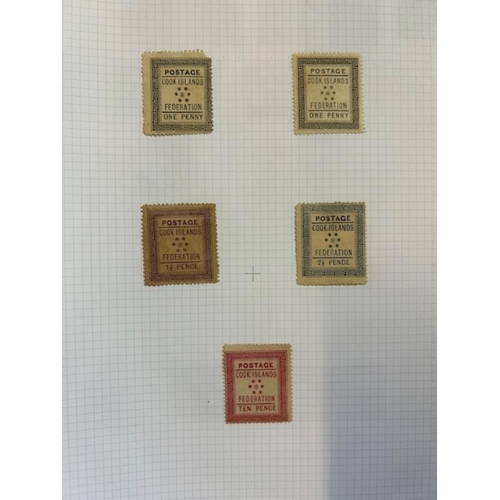 POSTAGE
COOK ISLANDS
FEDERATION
ONE PENNY
POSTAGE
COOK ISLANDS
FEDERATION
ONE PENNY
POSTAGE
COOK ISLANDS
FEDERATION
1½ PENCE
POSTAGE
COOK ISLANDS
FEDERATION
2½ PENCE
POSTAGE
COOK ISLANDS
FEDERATION
TEN PENCE